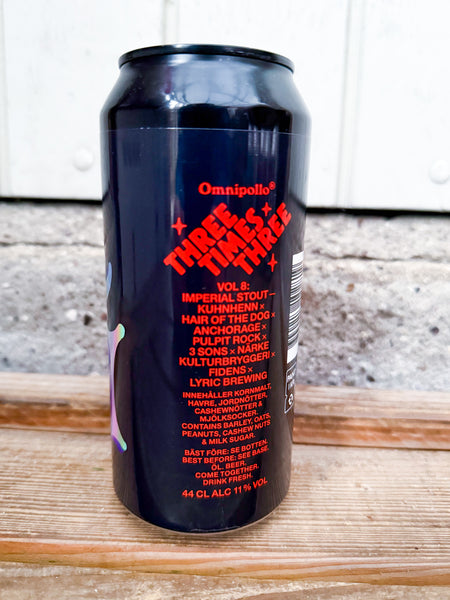 Omnipollo®
THREE
TIMES
THREE
VOL 8:
IMPERIAL STOUT—
KUHNHENN ×
HAIR OF THE DOG ×
ANCHORAGE ×
PULPIT ROCK ×
3 SONS × NÄRKE
KULTURBRYGGERI ×
FIDENS ×
LYRIC BREWING
INNEHÅLLER KORNMALT,
HAVRE, JORDNÖTTER,
CASHEWNÖTTER &
MJÖLKSOCKER.
CONTAINS BARLEY, OATS,
PEANUTS, CASHEW NUTS
& MILK SUGAR.
BÄST FÖRE: SE BOTTEN.
BEST BEFORE: SEE BASE.
ÖL. BEER.
COME TOGETHER.
DRINK FRESH.
44 CL ALC 11 % VOL